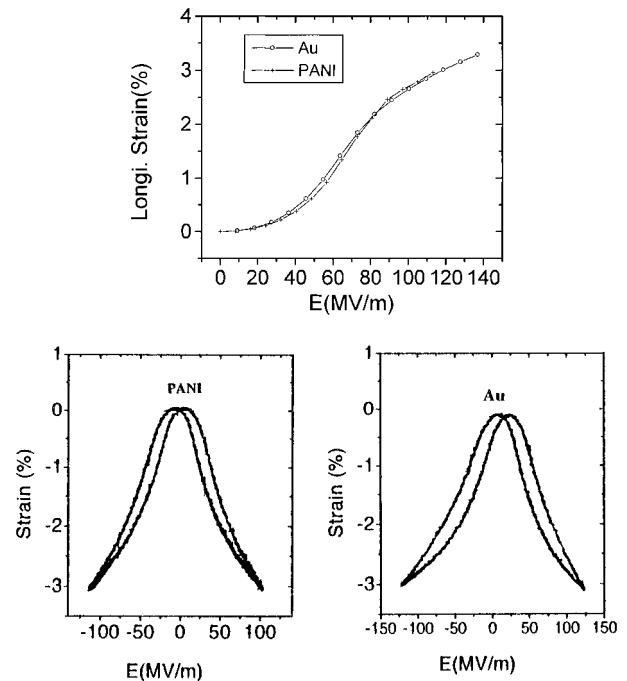 4
3
2
1
0
Longi. Strain(%)
Au
PANI
0 20 40 60 80 100 120 140
E(MV/m)
1
0
-1
-2
-3
Strain (%)
PANI
-100 -50 0 50 100
E(MV/m)
1
0
-1
-2
-3
Strain (%)
Au
-150 -100 -50 0 50 100 150
E(MV/m)